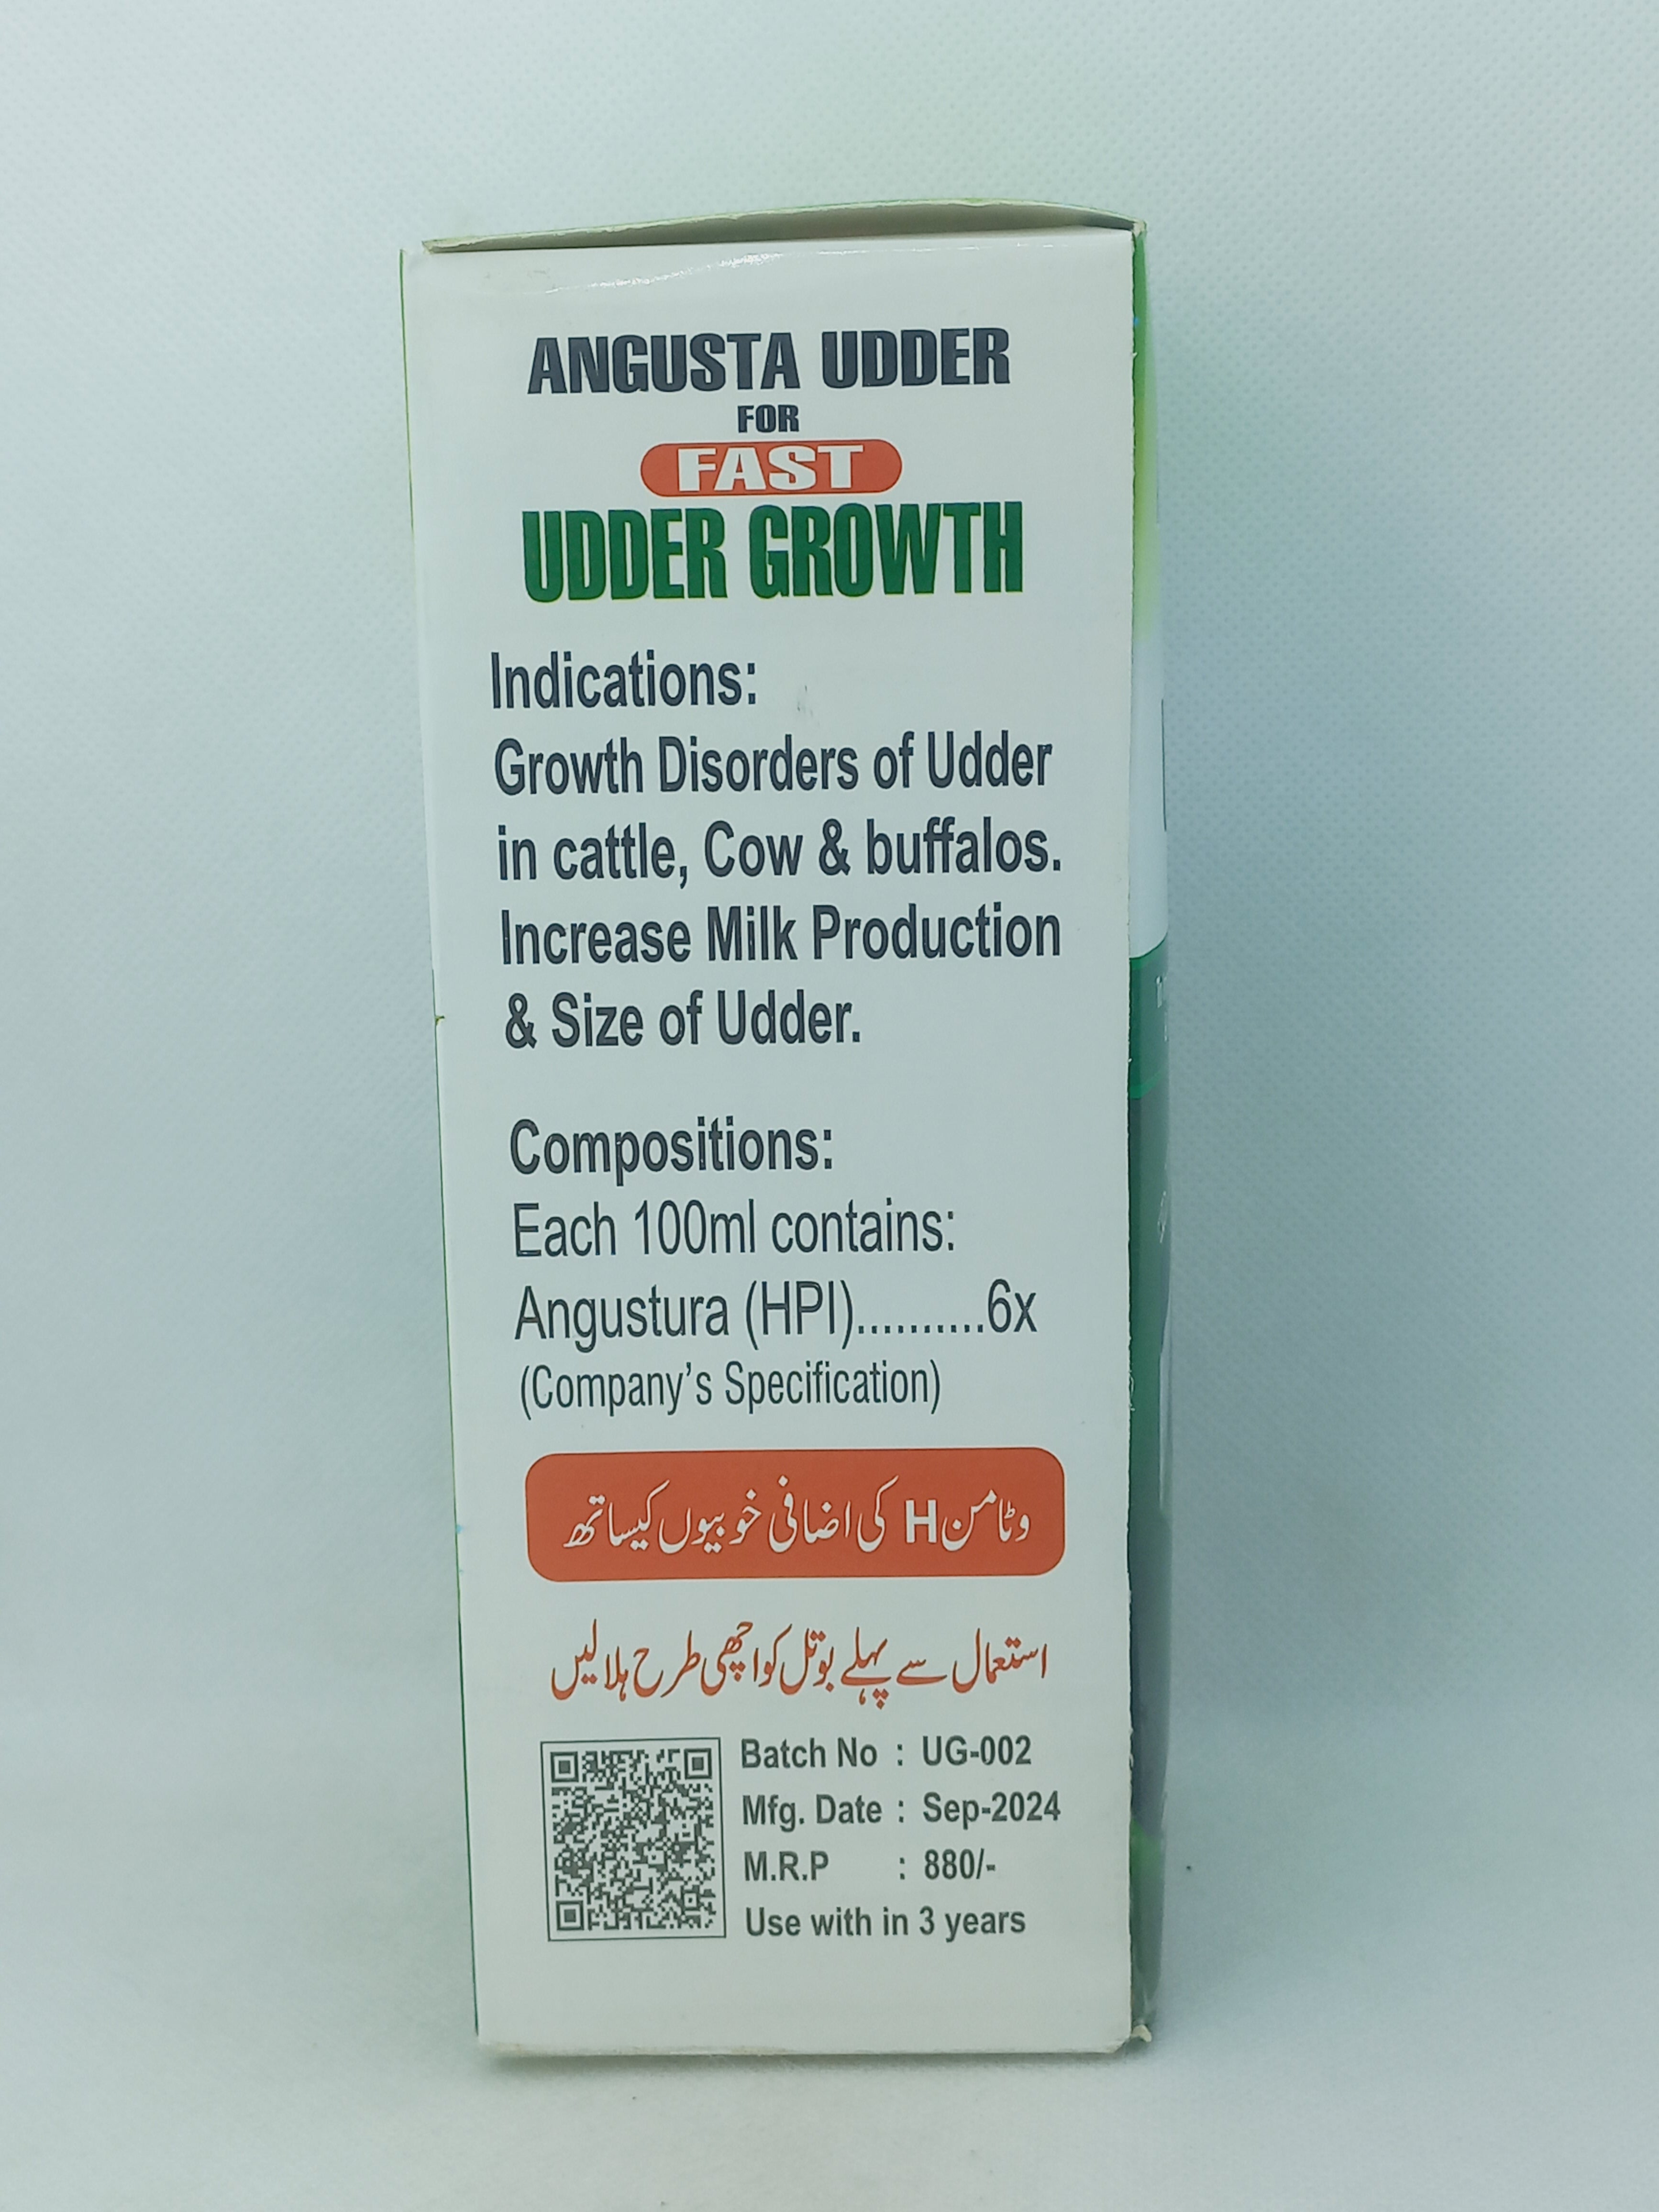 ANGUSTA UDDER
FOR
FAST
UDDER GROWTH
Indications:
Growth Disorders of Udder
in cattle, Cow & buffalos.
Increase Milk Production
& Size of Udder.
Compositions:
Each 100ml contains:
Angustura (HPI)..........6x
(Company's Specification)
وٹامن H کی اضافی خوبیوں کیساتھ
استعمال سے پہلے بوتل کو اچھی طرح ہلا لیں
Batch No : UG-002
Mfg. Date : Sep-2024
M.R.P : 880/-
Use with in 3 years